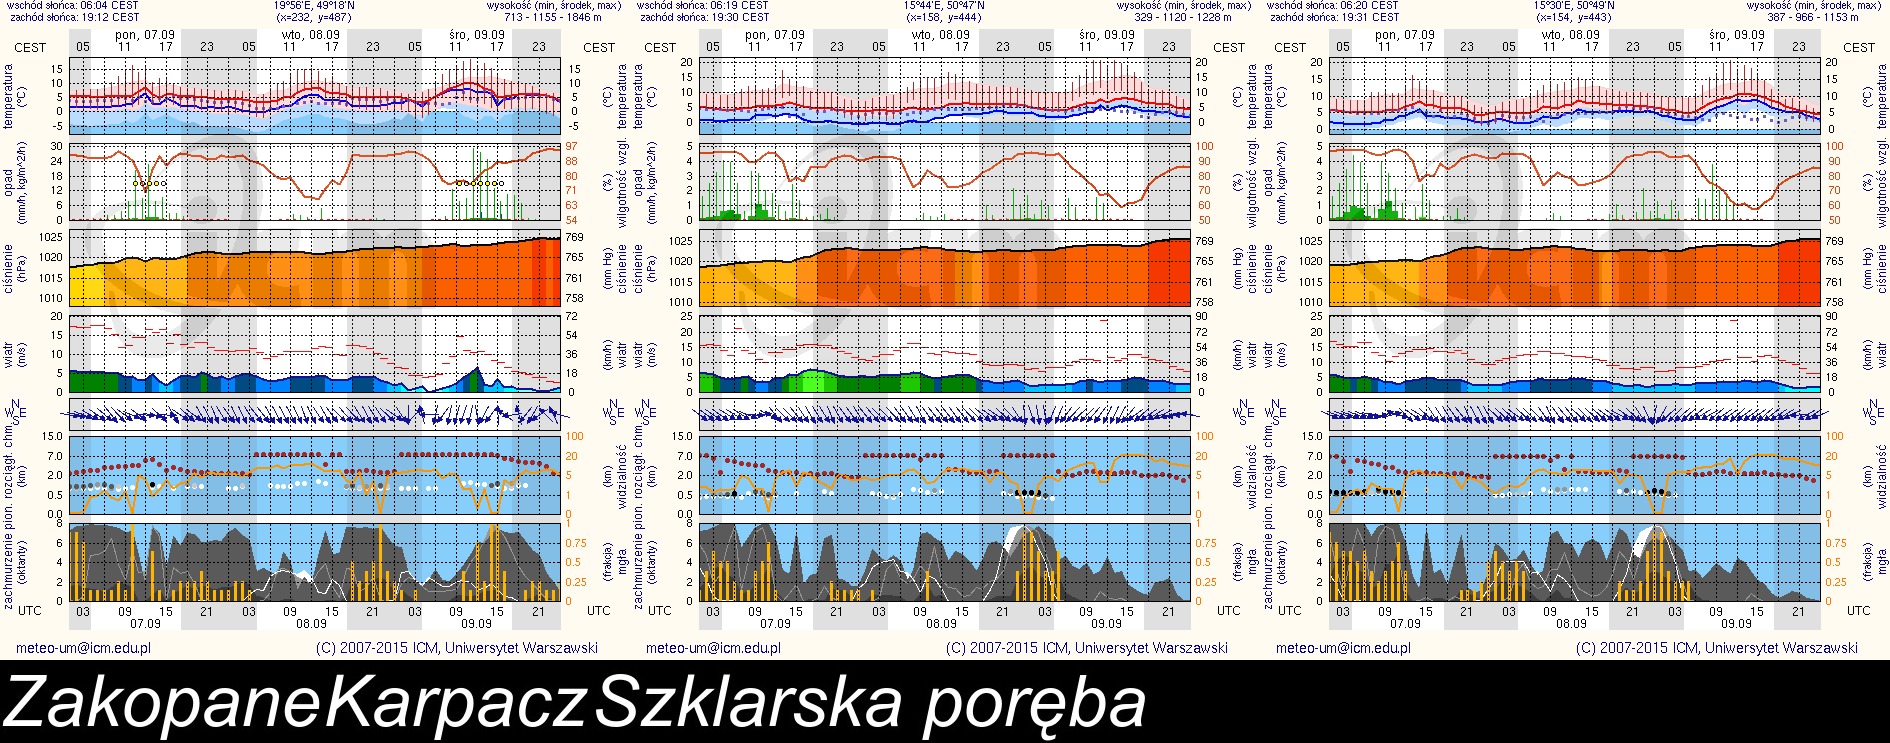 wschód słońca: 06:04 CEST 19°56'E, 49°18'N wysokość (min, środek, max)
zachód słońca: 19:12 CEST (x=232, y=487) 713 - 1155 - 1846 m
pon, 07.09 wto, 08.09 śro, 09.09
CEST 05 11 17 23 05 11 17 23 05 11 17 23 CEST
temperatura (°C)
15 10 5 0 -5
opad (mm/h, kg/m^2/h)
30 24 18 12 6 0
wilgotność wzgl. (%)
97 88 80 71 63 54
ciśnienie (hPa)
1025 1020 1015 1010
(mm Hg)
769 765 761 758
wiatr (m/s)
20 15 10 5 0
wiatr (km/h)
72 54 36 18 0
N W E S
pion. rozciągł. chm. (km)
15.0 7.0 2.0 0.5 0.0
widzialność (km)
100 20 5 1 0
zachmurzenie (oktanty)
8 6 4 2 0
mgła (frakcja)
1 0.75 0.5 0.25 0
UTC 03 09 15 21 03 09 15 21 03 09 15 21 UTC
07.09 08.09 09.09
meteo-um@icm.edu.pl (C) 2007-2015 ICM, Uniwersytet Warszawski
wschód słońca: 06:19 CEST 15°44'E, 50°47'N wysokość (min, środek, max)
zachód słońca: 19:30 CEST (x=158, y=444) 329 - 1120 - 1228 m
pon, 07.09 wto, 08.09 śro, 09.09
CEST 05 11 17 23 05 11 17 23 05 11 17 23 CEST
temperatura (°C)
20 15 10 5 0
opad (mm/h, kg/m^2/h)
5 4 3 2 1 0
wilgotność wzgl. (%)
100 90 80 70 60 50
ciśnienie (hPa)
1025 1020 1015 1010
(mm Hg)
769 765 761 758
wiatr (m/s)
25 20 15 10 5 0
wiatr (km/h)
90 72 54 36 18 0
N W E S
pion. rozciągł. chm. (km)
15.0 7.0 2.0 0.5 0.0
widzialność (km)
100 20 5 1 0
zachmurzenie (oktanty)
8 6 4 2 0
mgła (frakcja)
1 0.75 0.5 0.25 0
UTC 03 09 15 21 03 09 15 21 03 09 15 21 UTC
07.09 08.09 09.09
meteo-um@icm.edu.pl (C) 2007-2015 ICM, Uniwersytet Warszawski
wschód słońca: 06:20 CEST 15°30'E, 50°49'N wysokość (min, środek, max)
zachód słońca: 19:31 CEST (x=154, y=443) 387 - 966 - 1153 m
pon, 07.09 wto, 08.09 śro, 09.09
CEST 05 11 17 23 05 11 17 23 05 11 17 23 CEST
temperatura (°C)
20 15 10 5 0
opad (mm/h, kg/m^2/h)
5 4 3 2 1 0
wilgotność wzgl. (%)
100 90 80 70 60 50
ciśnienie (hPa)
1025 1020 1015 1010
(mm Hg)
769 765 761 758
wiatr (m/s)
25 20 15 10 5 0
wiatr (km/h)
90 72 54 36 18 0
N W E S
pion. rozciągł. chm. (km)
15.0 7.0 2.0 0.5 0.0
widzialność (km)
100 20 5 1 0
zachmurzenie (oktanty)
8 6 4 2 0
mgła (frakcja)
1 0.75 0.5 0.25 0
UTC 03 09 15 21 03 09 15 21 03 09 15 21 UTC
07.09 08.09 09.09
meteo-um@icm.edu.pl (C) 2007-2015 ICM, Uniwersytet Warszawski
Zakopane Karpacz Szklarska poręba